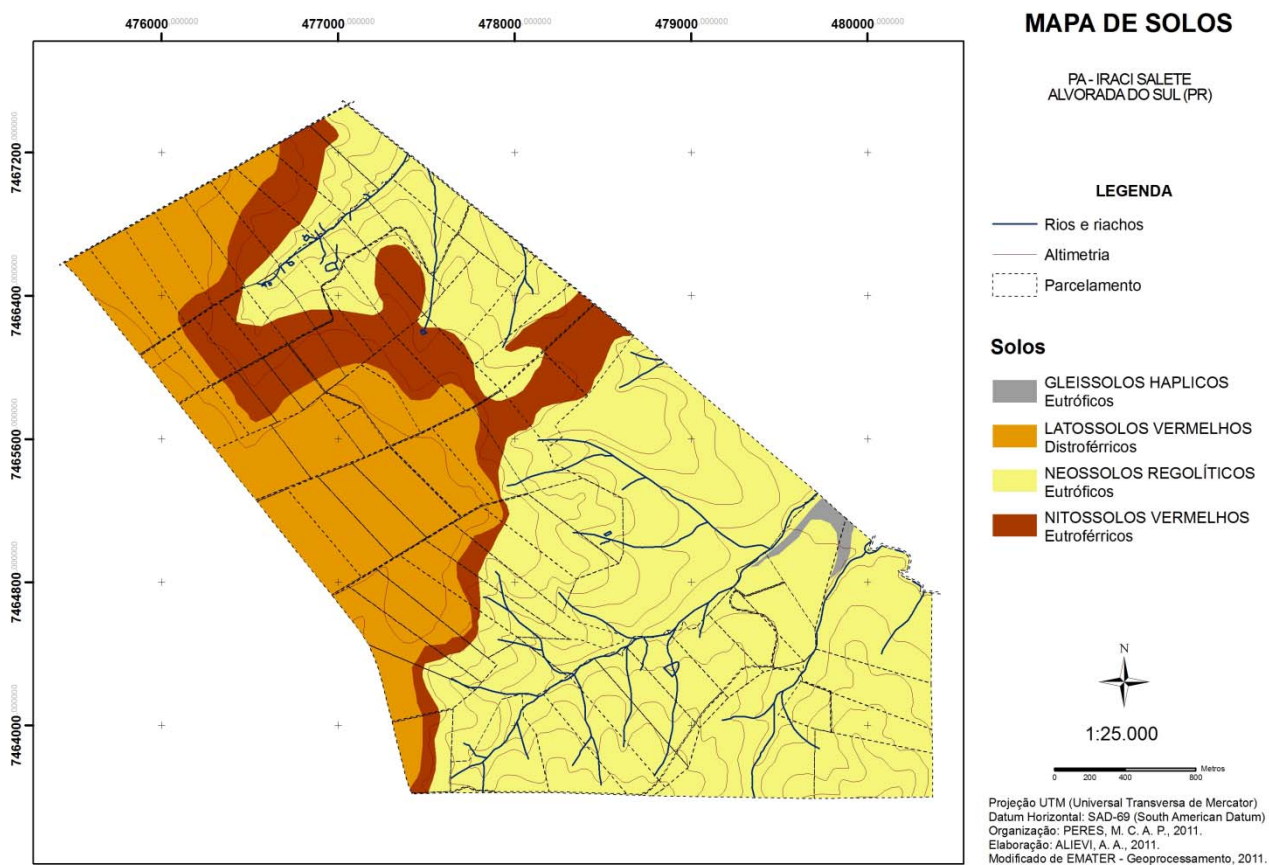 476000,000000 477000,000000 478000,000000 479000,000000 480000,000000
7467200,000000
7466400,000000
7465600,000000
7464800,000000
7464000,000000
MAPA DE SOLOS
PA - IRACI SALETE
ALVORADA DO SUL (PR)
LEGENDA
Rios e riachos
Altimetria
Parcelamento
Solos
GLEISSOLOS HAPLICOS
Eutróficos
LATOSSOLOS VERMELHOS
Distroférricos
NEOSSOLOS REGOLÍTICOS
Eutróficos
NITOSSOLOS VERMELHOS
Eutroférricos
N
1:25.000
Metros
0 200 400 800
Projeção UTM (Universal Transversa de Mercator)
Datum Horizontal: SAD-69 (South American Datum)
Organização: PERES, M. C. A. P., 2011.
Elaboração: ALIEVI, A. A., 2011.
Modificado de EMATER - Geoprocessamento, 2011.